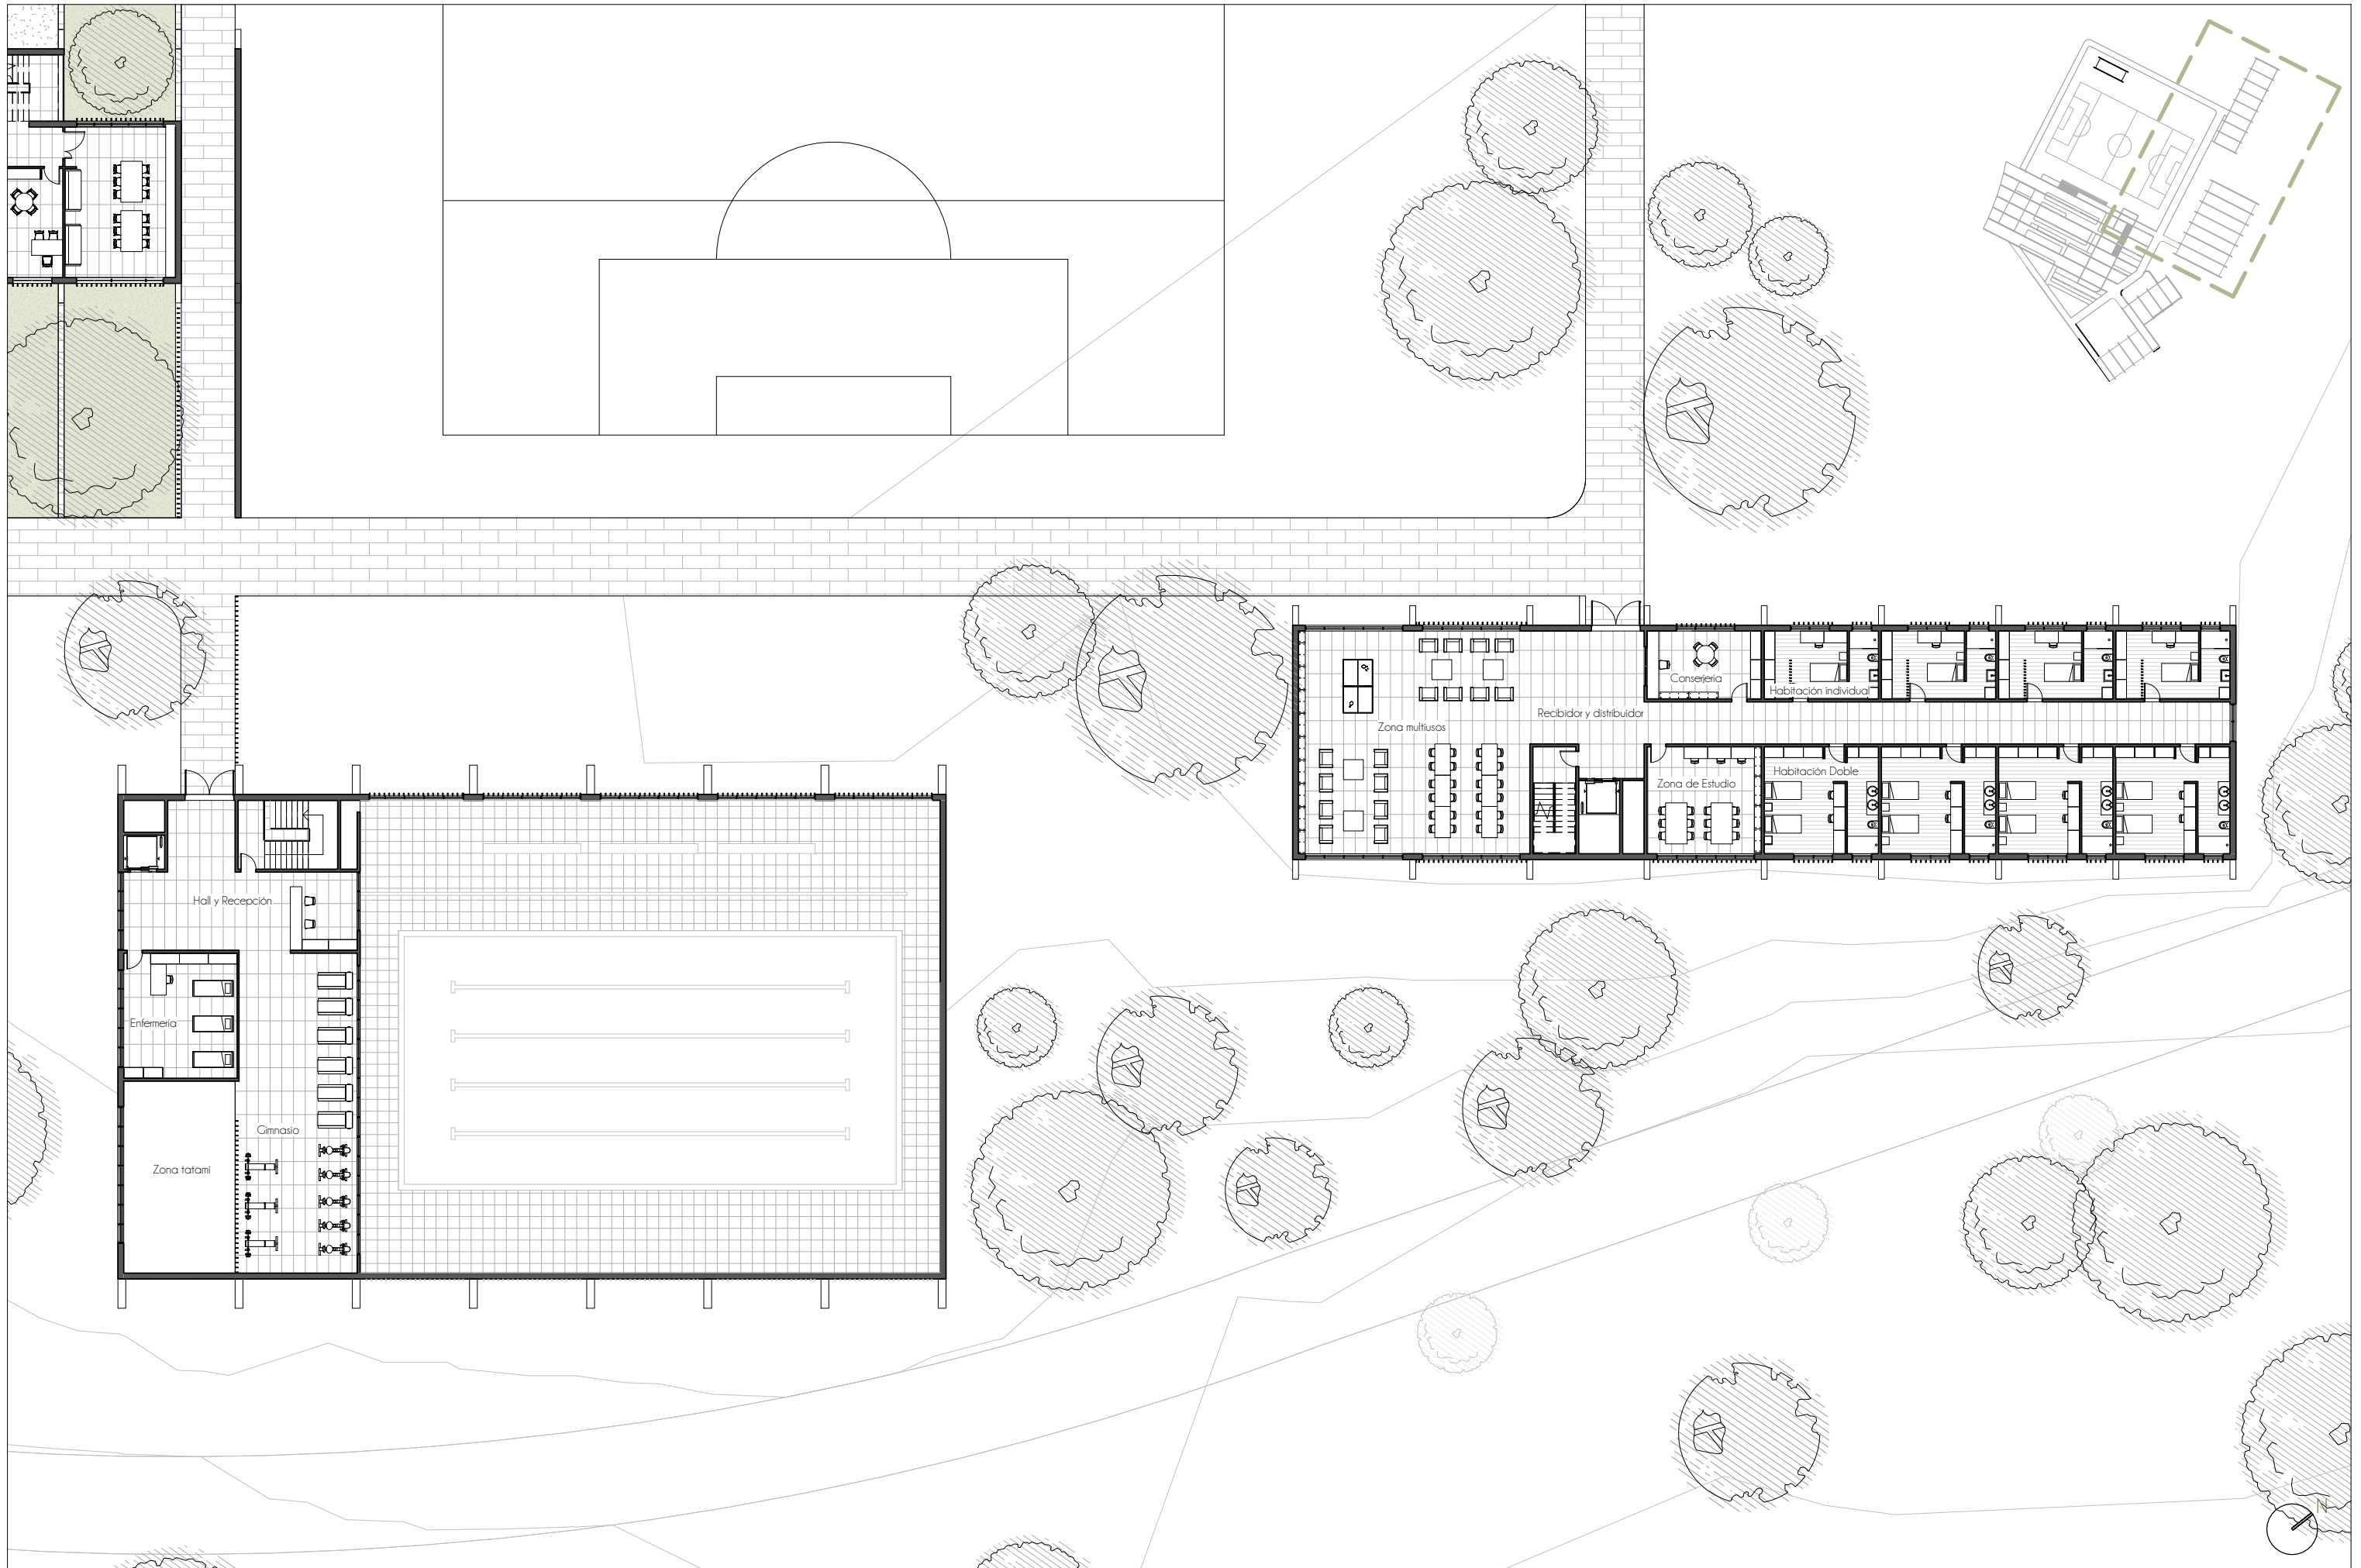 N
Conserjería
Habitación individual
Recibidor y distribuidor
Zona multiusos
Habitación Doble
Zona de Estudio
Hall y Recepción
Enfermería
Gimnasio
Zona tatami